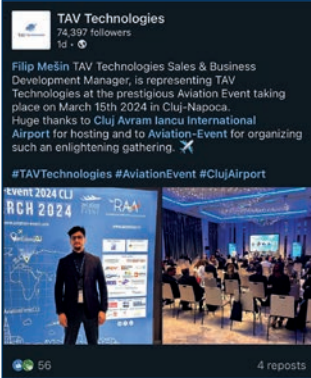 TAV Technologies
74,397 followers
1d •
Filip Mešin TAV Technologies Sales & Business
Development Manager, is representing TAV
Technologies at the prestigious Aviation Event taking
place on March 15th 2024 in Cluj-Napoca.
Huge thanks to Cluj Avram Iancu International
Airport for hosting and to Aviation-Event for organizing
such an enlightening gathering.
#TAVTechnologies #AviationEvent #ClujAirport
Event 2024 CLJ
RCH 2024
RAA
56
4 reposts